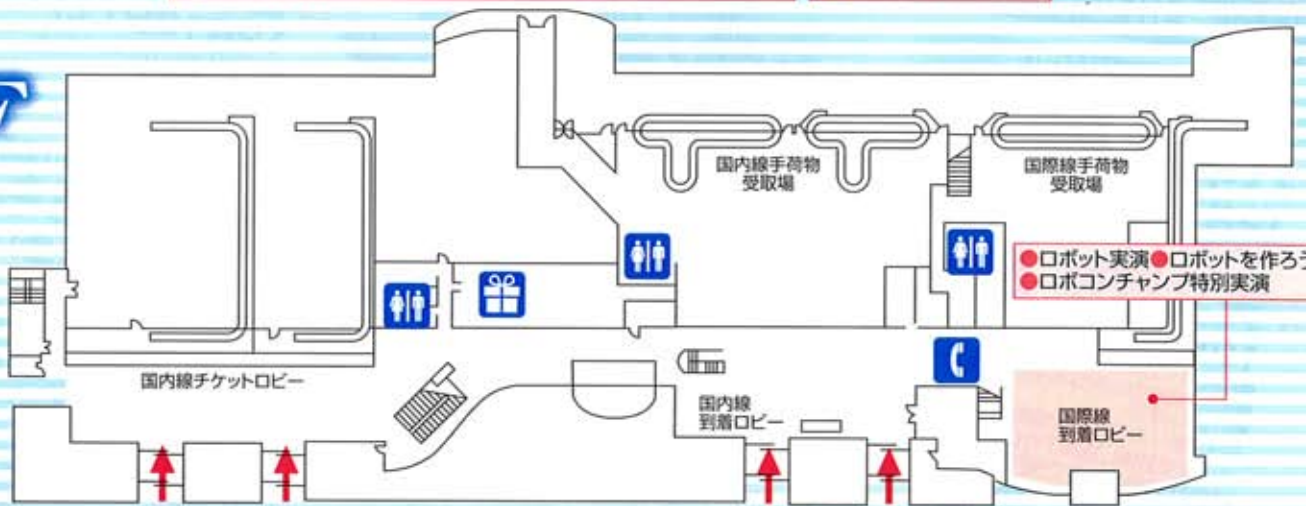 国内線手荷物
受取場
国際線手荷物
受取場
●ロボット実演●ロボットを作ろう
●ロボコンチャンプ特別実演
国内線チケットロビー
国内線
到着ロビー
国際線
到着ロビー